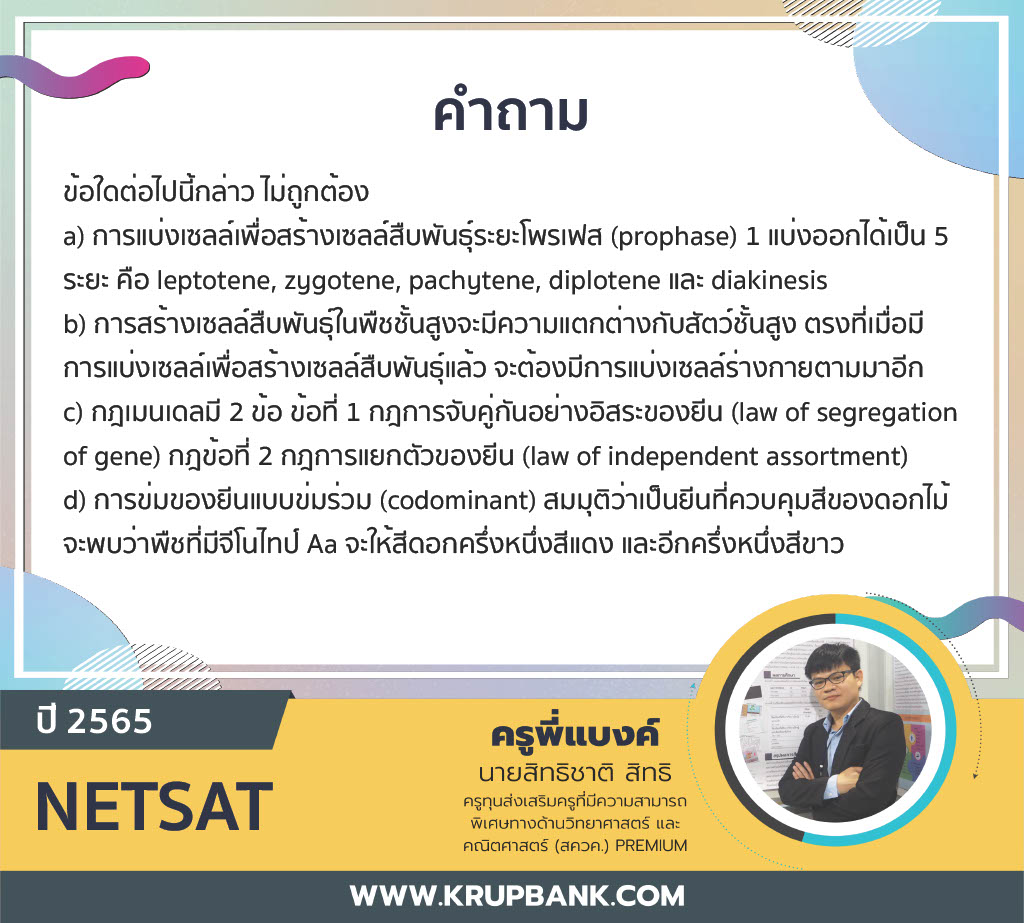 คำถาม
ข้อใดต่อไปนี้กล่าว ไม่ถูกต้อง
a) การแบ่งเซลล์เพื่อสร้างเซลล์สืบพันธุ์ระยะโพรเฟส (prophase) 1 แบ่งออกได้เป็น 5
ระยะ คือ leptotene, zygotene, pachytene, diplotene และ diakinesis
b) การสร้างเซลล์สืบพันธุ์ในพืชชั้นสูงจะมีความแตกต่างกับสัตว์ชั้นสูง ตรงที่เมื่อมี
การแบ่งเซลล์เพื่อสร้างเซลล์สืบพันธุ์แล้ว จะต้องมีการแบ่งเซลล์ร่างกายตามมาอีก
c) กฎเมนเดลมี 2 ข้อ ข้อที่ 1 กฎการจับคู่กันอย่างอิสระของยีน (law of segregation
of gene) กฎข้อที่ 2 กฎการแยกตัวของยีน (law of independent assortment)
d) การข่มของยีนแบบข่มร่วม (codominant) สมมุติว่าเป็นยีนที่ควบคุมสีของดอกไม้
จะพบว่าพืชที่มีจีโนไทป์ Aa จะให้สีดอกครึ่งหนึ่งสีแดง และอีกครึ่งหนึ่งสีขาว
ปี 2565
NETSAT
ครูพี่แบงค์
นายสิทธิชาติ สิทธิ
ครูทุนส่งเสริมครูที่มีความสามารถ
พิเศษทางด้านวิทยาศาสตร์ และ
คณิตศาสตร์ (สควค.) PREMIUM
WWW.KRUPBANK.COM